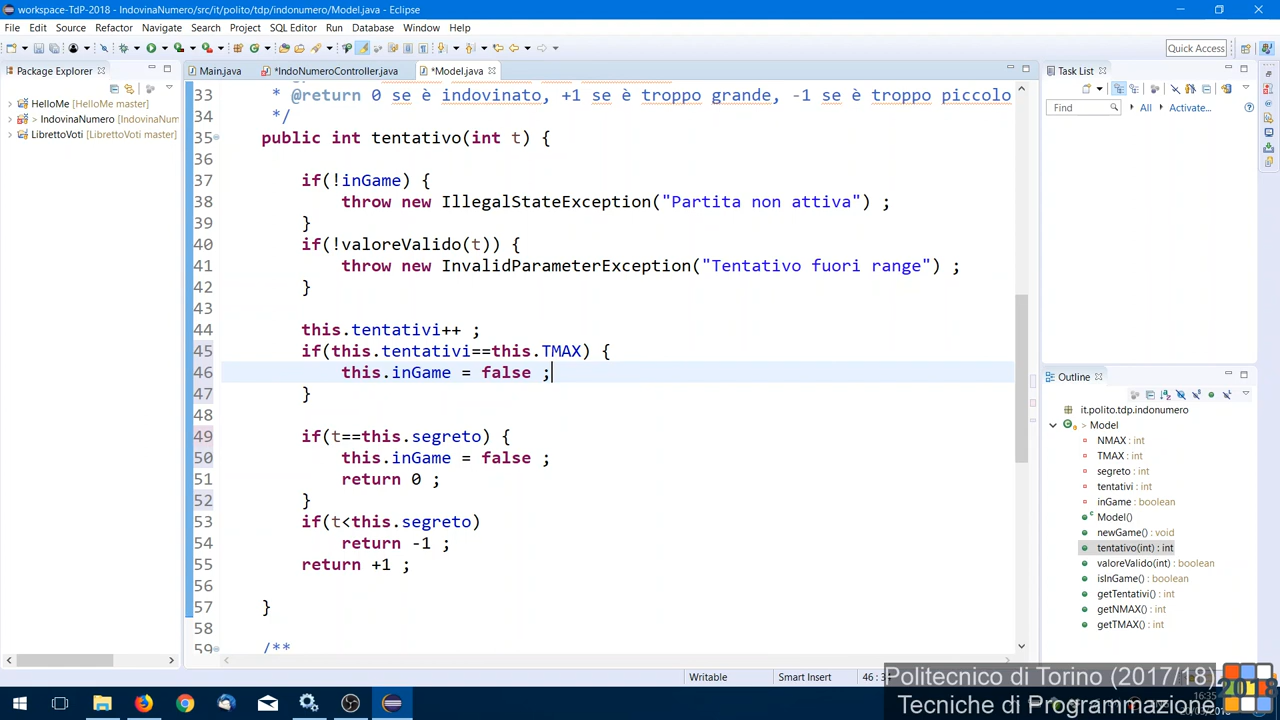 workspace-TdP-2018 - IndovinaNumero/src/it/polito/tdp/indonumero/Model.java - Eclipse
File Edit Source Refactor Navigate Search Project SQL Editor Run Database Window Help
Quick Access
Package Explorer
Main.java
*IndoNumeroController.java
*Model.java
Task List
HelloMe [HelloMe master]
> IndovinaNumero [IndovinaNum
LibrettoVoti [LibrettoVoti master]
Find
All
Activate...
33 * @return 0 se è indovinato, +1 se è troppo grande, -1 se è troppo piccolo
34 */
35 public int tentativo(int t) {
36
37 if(!inGame) {
38 throw new IllegalStateException("Partita non attiva") ;
39 }
40 if(!valoreValido(t)) {
41 throw new InvalidParameterException("Tentativo fuori range") ;
42 }
43
44 this.tentativi++ ;
45 if(this.tentativi==this.TMAX) {
46 this.inGame = false ;
47 }
48
49 if(t==this.segreto) {
50 this.inGame = false ;
51 return 0 ;
52 }
53 if(t<this.segreto)
54 return -1 ;
55 return +1 ;
56
57 }
58
59 /**
Outline
it.polito.tdp.indonumero
> Model
NMAX : int
TMAX : int
segreto : int
tentativi : int
inGame : boolean
Model()
newGame() : void
tentativo(int) : int
valoreValido(int) : boolean
isInGame() : boolean
getTentativi() : int
getNMAX() : int
getTMAX() : int
Writable
Smart Insert
46 : 3
Politecnico di Torino (2017/18)
Tecniche di Programmazione
2018
16:35